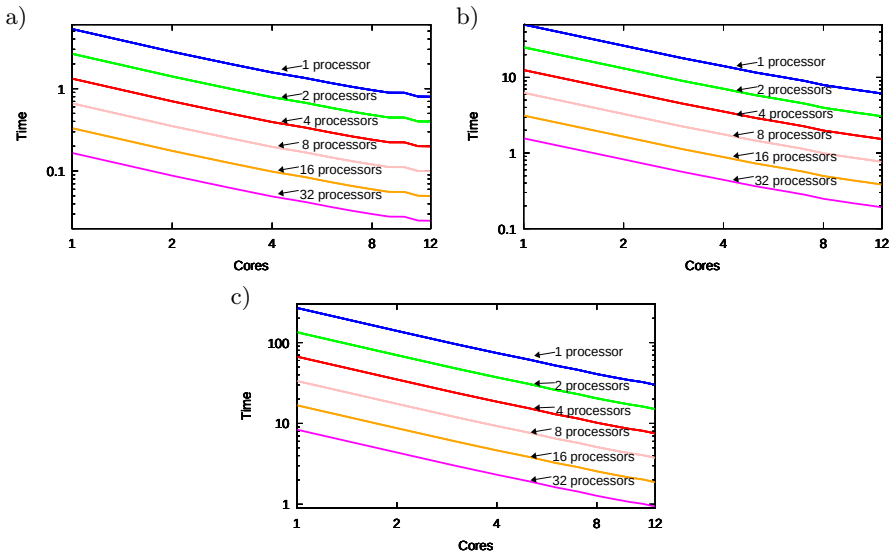 a)
Time
1
0.1
1 processor
2 processors
4 processors
8 processors
16 processors
32 processors
1 2 4 8 12
Cores
b)
Time
10
1
0.1
1 processor
2 processors
4 processors
8 processors
16 processors
32 processors
1 2 4 8 12
Cores
c)
Time
100
10
1
1 processor
2 processors
4 processors
8 processors
16 processors
32 processors
1 2 4 8 12
Cores